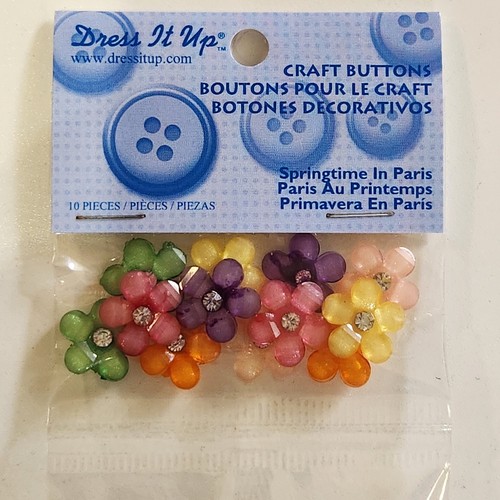 Dress It Up™
www.dressitup.com
CRAFT BUTTONS
BOUTONS POUR LE CRAFT
BOTONES DECORATIVOS
Springtime In Paris
Paris Au Printemps
Primavera En París
10 PIECES / PIÈCES / PIEZAS